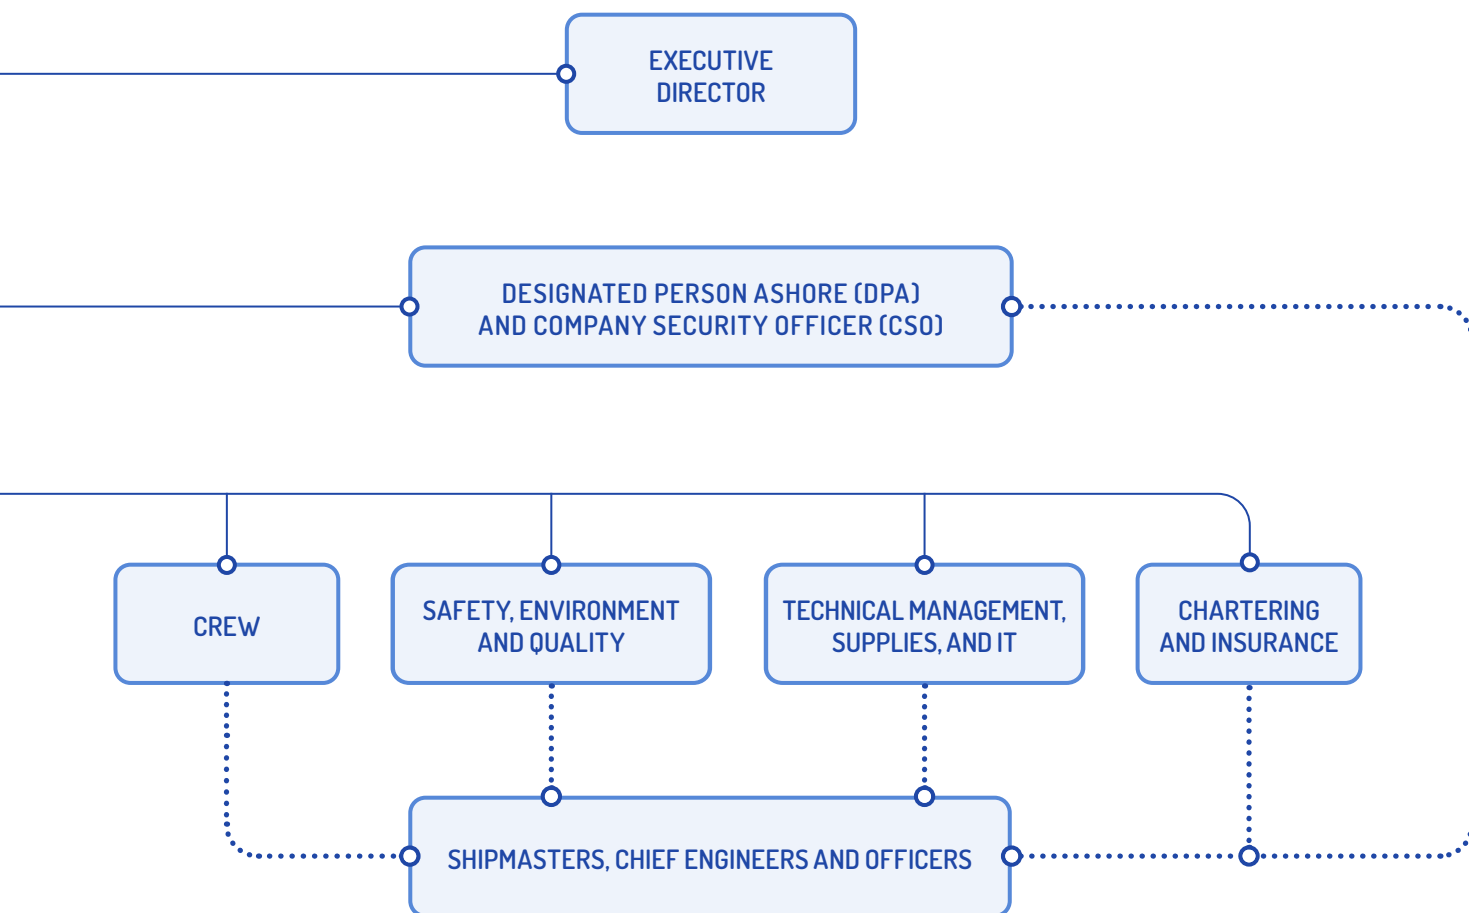 EXECUTIVE
DIRECTOR
DESIGNATED PERSON ASHORE (DPA)
AND COMPANY SECURITY OFFICER (CSO)
CREW
SAFETY, ENVIRONMENT
AND QUALITY
TECHNICAL MANAGEMENT,
SUPPLIES, AND IT
CHARTERING
AND INSURANCE
SHIPMASTERS, CHIEF ENGINEERS AND OFFICERS